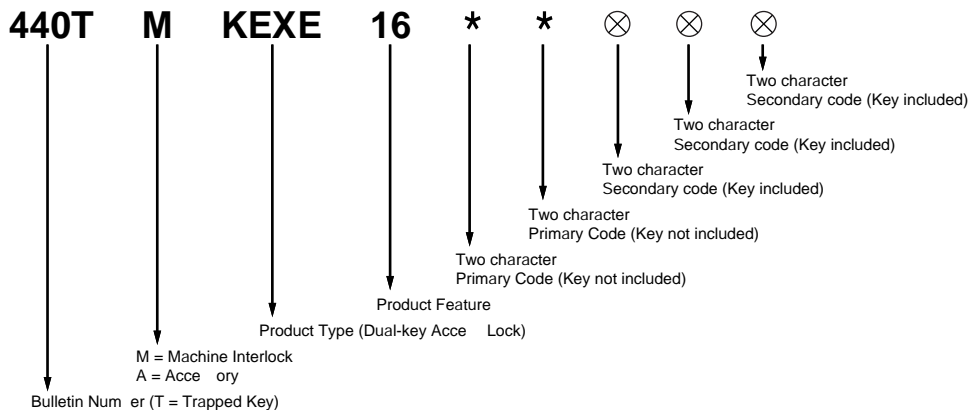 440T M KEXE 16 * * ⊗ ⊗ ⊗
Two character
Secondary code (Key included)
Two character
Secondary code (Key included)
Two character
Secondary code (Key included)
Two character
Primary Code (Key not included)
Two character
Primary Code (Key not included)
Product Feature
Product Type (Dual-key Acce Lock)
M = Machine Interlock
A = Acce ory
Bulletin Num er (T = Trapped Key)